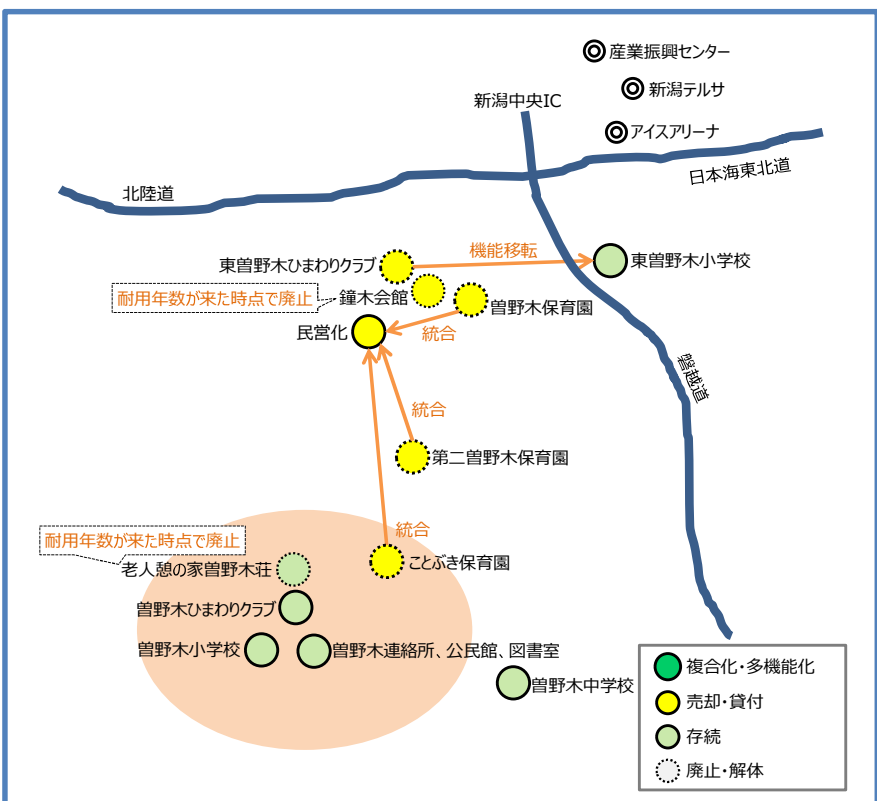 産業振興センター
新潟テルサ
新潟中央IC
アイスアリーナ
日本海東北道
北陸道
機能移転
東曽野木小学校
東曽野木ひまわりクラブ
耐用年数が来た時点で廃止
鐘木会館
曽野木保育園
民営化
統合
磐越道
統合
第二曽野木保育園
統合
耐用年数が来た時点で廃止
ことぶき保育園
老人憩の家曽野木荘
曽野木ひまわりクラブ
曽野木小学校
曽野木連絡所、公民館、図書室
曽野木中学校
複合化・多機能化
売却・貸付
存続
廃止・解体